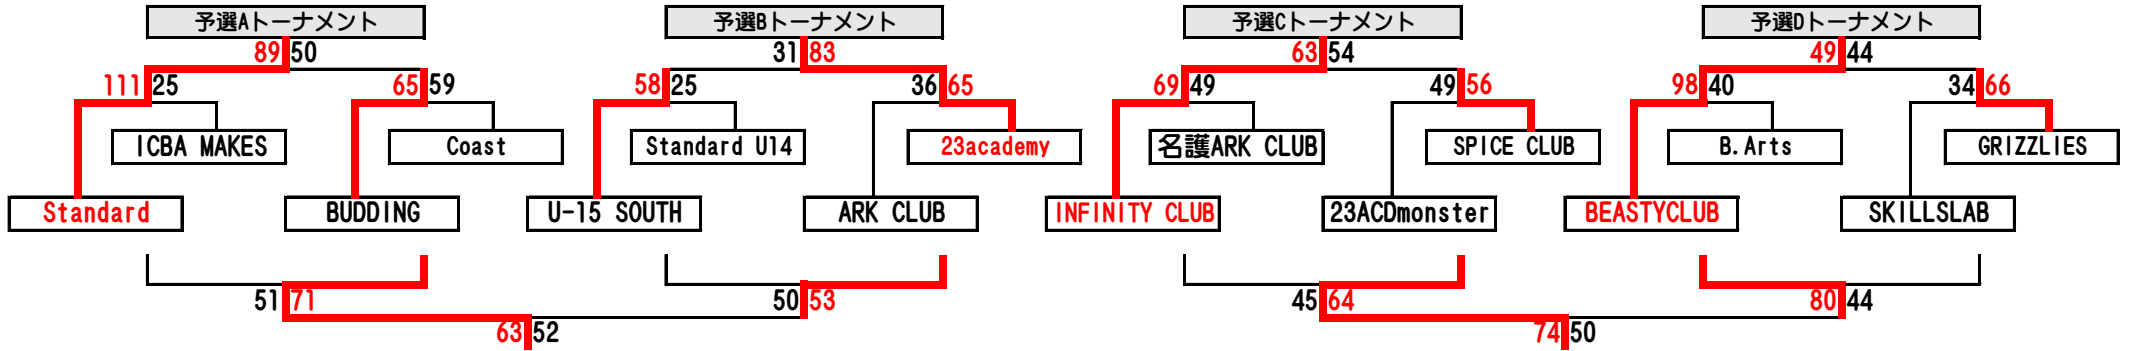 予選Aトーナメント 予選Bトーナメント 予選Cトーナメント 予選Dトーナメント
89 50 31 83 63 54 49 44
111 25 65 59 58 25 36 65 69 49 49 56 98 40 34 66
ICBA MAKES Coast Standard U14 23academy 名護ARK CLUB SPICE CLUB B.Arts GRIZZLIES
Standard BUDDING U-15 SOUTH ARK CLUB INFINITY CLUB 23ACDmonster BEASTYCLUB SKILLSLAB
51 71 50 53 45 64 80 44
63 52 74 50